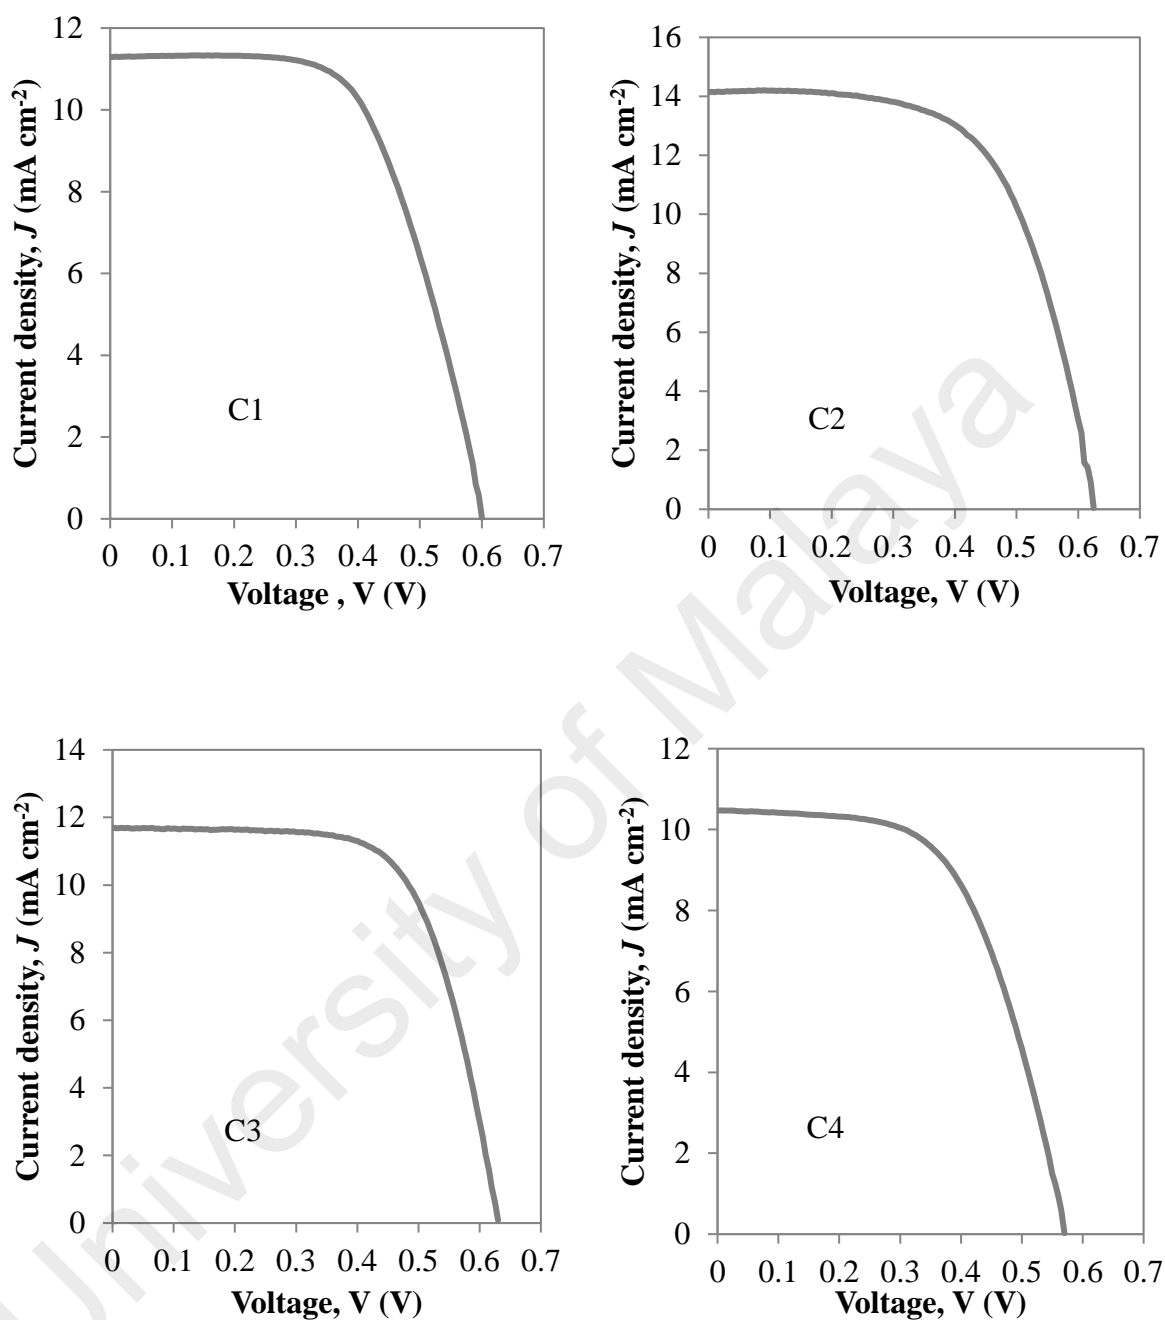 12
10
8
6
4
2
0
0 0.1 0.2 0.3 0.4 0.5 0.6 0.7
Current density, J (mA cm-2)
Voltage , V (V)
C1
16
14
12
10
8
6
4
2
0
0 0.1 0.2 0.3 0.4 0.5 0.6 0.7
Current density, J (mA cm-2)
Voltage, V (V)
C2
14
12
10
8
6
4
2
0
0 0.1 0.2 0.3 0.4 0.5 0.6 0.7
Current density, J (mA cm-2)
Voltage, V (V)
C3
12
10
8
6
4
2
0
0 0.1 0.2 0.3 0.4 0.5 0.6 0.7
Current density, J (mA cm-2)
Voltage, V (V)
C4
University of Malaya